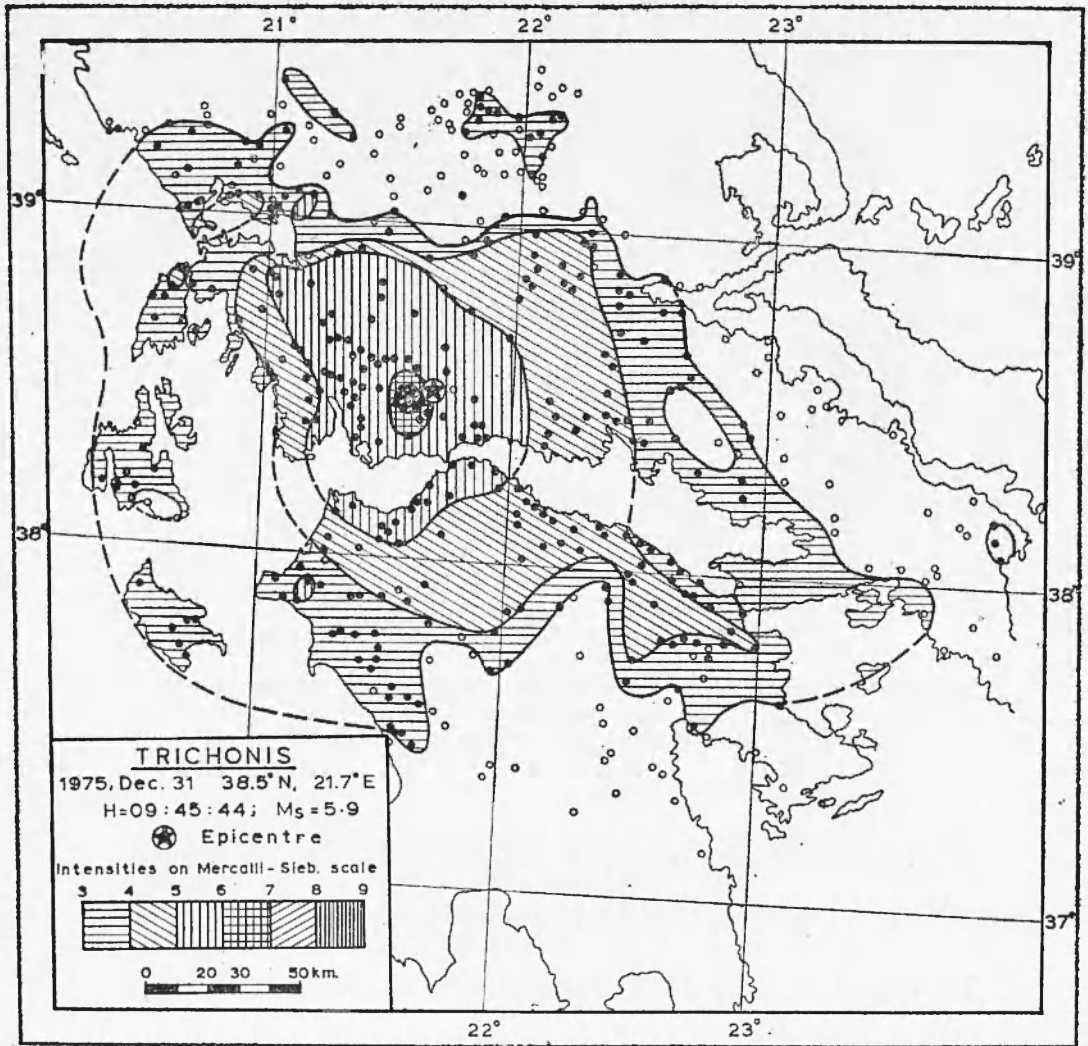 21° 22° 23°
39°
39°
38°
38°
37°
22° 23°
TRICHONIS
1975, Dec. 31 38.5°N, 21.7°E
H=09:45:44; Ms=5.9
Epicentre
Intensities on Mercalli-Sieb. scale
3 4 5 6 7 8 9
0 20 30 50 km.